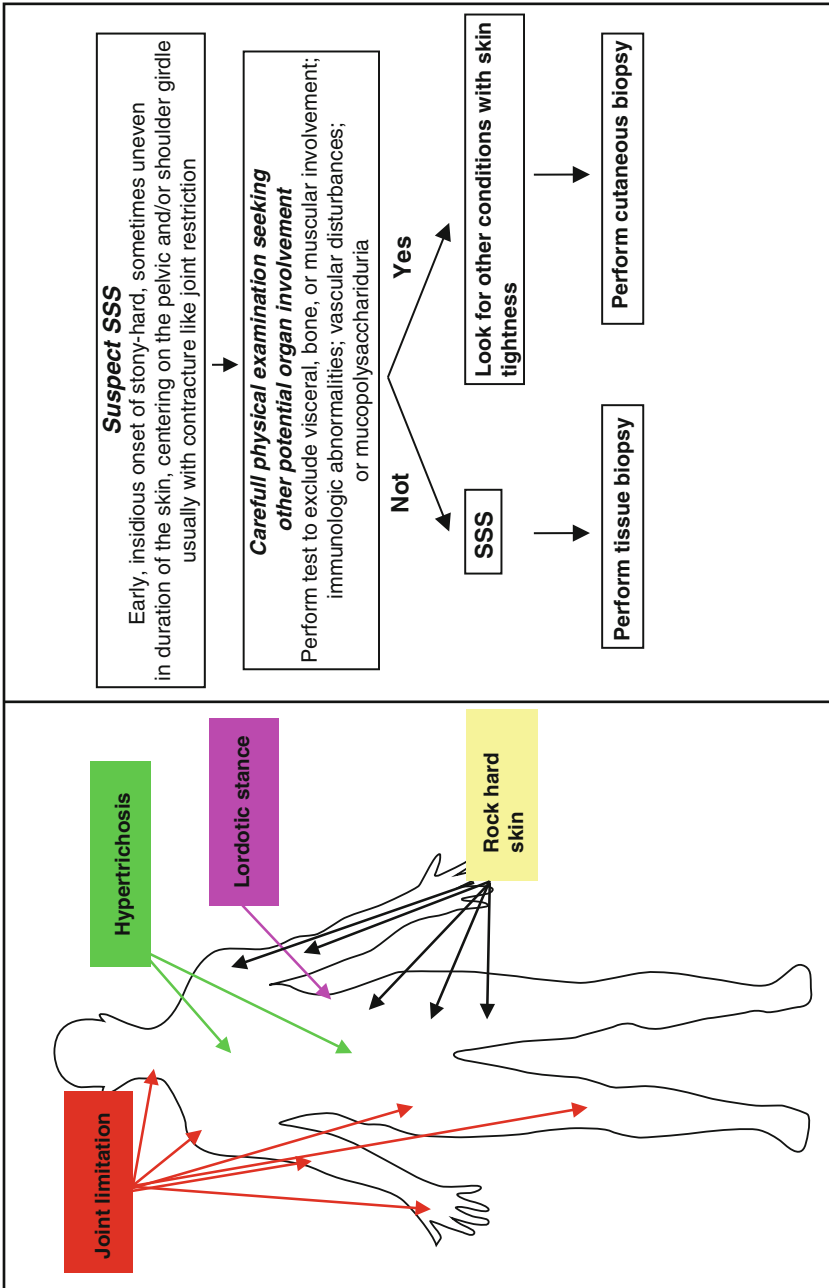 Joint limitation
Hypertrichosis
Lordotic stance
Rock hard
skin
Suspect SSS
Early, insidious onset of stony-hard, sometimes uneven
in duration of the skin, centering on the pelvic and/or shoulder girdle
usually with contracture like joint restriction
Carefull physical examination seeking
other potential organ involvement
Perform test to exclude visceral, bone, or muscular involvement;
immunologic abnormalities; vascular disturbances;
or mucopolysacchariduria
Not
Yes
SSS
Look for other conditions with skin
tightness
Perform tissue biopsy
Perform cutaneous biopsy